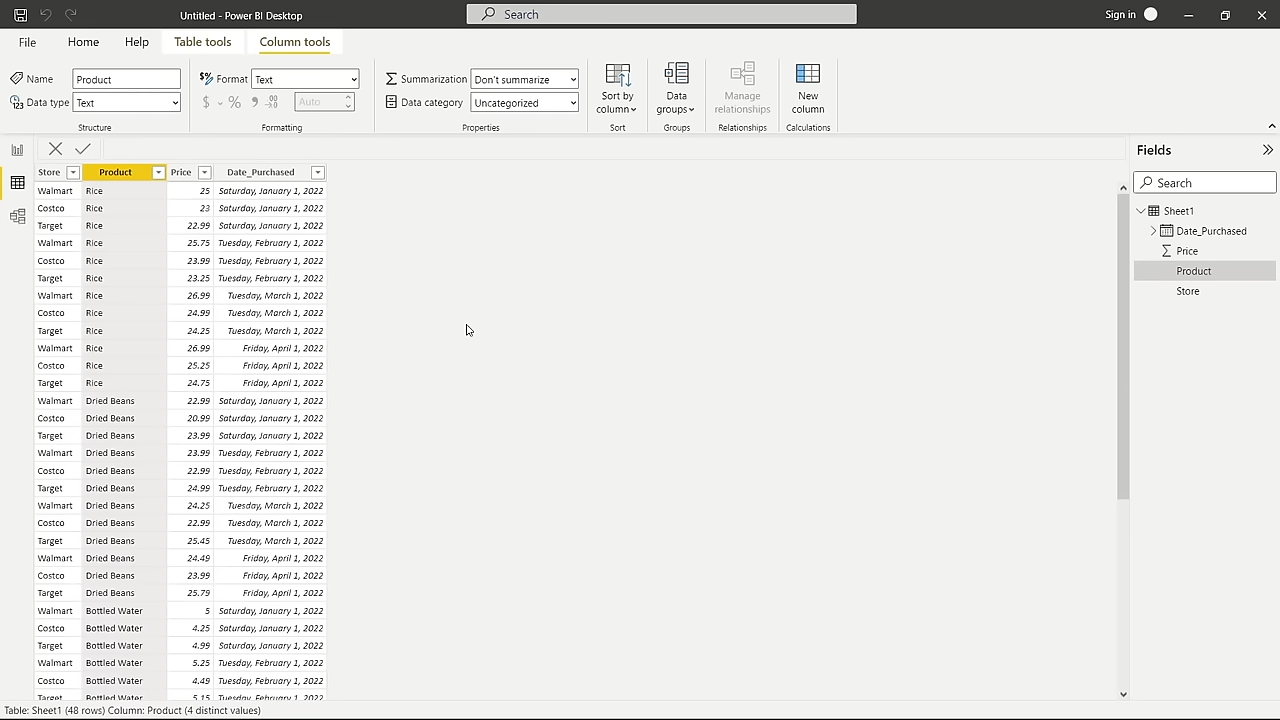 Untitled - Power BI Desktop
Search
Sign in
File
Home
Help
Table tools
Column tools
Name
Product
Format
Text
Summarization
Don't summarize
Sort by column
Data groups
Manage relationships
New column
Data type
Text
$
%
Auto
Data category
Uncategorized
Structure
Formatting
Properties
Sort
Groups
Relationships
Calculations
Fields
Search
Sheet1
Date_Purchased
Price
Product
Store
Store Product Price Date_Purchased
Walmart Rice 25 Saturday, January 1, 2022
Costco Rice 23 Saturday, January 1, 2022
Target Rice 22.99 Saturday, January 1, 2022
Walmart Rice 25.75 Tuesday, February 1, 2022
Costco Rice 23.99 Tuesday, February 1, 2022
Target Rice 23.25 Tuesday, February 1, 2022
Walmart Rice 26.99 Tuesday, March 1, 2022
Costco Rice 24.99 Tuesday, March 1, 2022
Target Rice 24.25 Tuesday, March 1, 2022
Walmart Rice 26.99 Friday, April 1, 2022
Costco Rice 25.25 Friday, April 1, 2022
Target Rice 24.75 Friday, April 1, 2022
Walmart Dried Beans 22.99 Saturday, January 1, 2022
Costco Dried Beans 20.99 Saturday, January 1, 2022
Target Dried Beans 23.99 Saturday, January 1, 2022
Walmart Dried Beans 23.99 Tuesday, February 1, 2022
Costco Dried Beans 22.99 Tuesday, February 1, 2022
Target Dried Beans 24.99 Tuesday, February 1, 2022
Walmart Dried Beans 24.25 Tuesday, March 1, 2022
Costco Dried Beans 22.99 Tuesday, March 1, 2022
Target Dried Beans 25.45 Tuesday, March 1, 2022
Walmart Dried Beans 24.49 Friday, April 1, 2022
Costco Dried Beans 23.99 Friday, April 1, 2022
Target Dried Beans 25.79 Friday, April 1, 2022
Walmart Bottled Water 5 Saturday, January 1, 2022
Costco Bottled Water 4.25 Saturday, January 1, 2022
Target Bottled Water 4.99 Saturday, January 1, 2022
Walmart Bottled Water 5.25 Tuesday, February 1, 2022
Costco Bottled Water 4.49 Tuesday, February 1, 2022
Target Bottled Water 5.15 Tuesday, February 1, 2022
Table: Sheet1 (48 rows) Column: Product (4 distinct values)